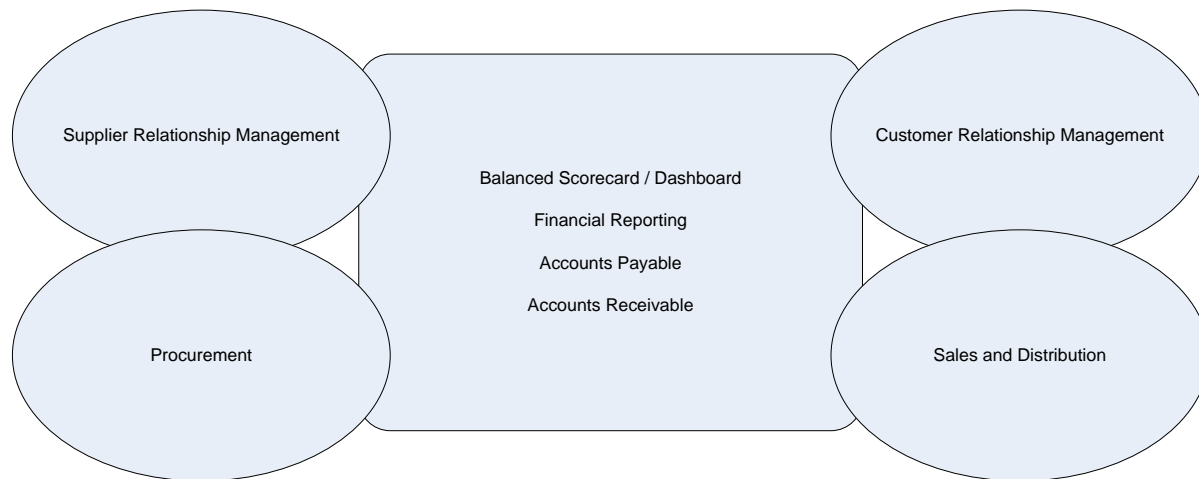 Supplier Relationship Management
Procurement
Balanced Scorecard / Dashboard
Financial Reporting
Accounts Payable
Accounts Receivable
Customer Relationship Management
Sales and Distribution